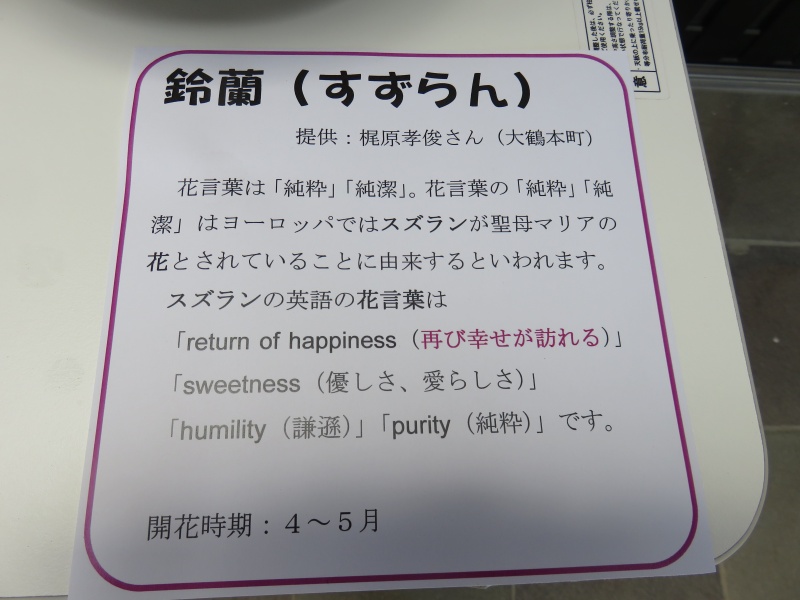 鈴蘭（すずらん）
提供：梶原孝俊さん（大鶴本町）
花言葉は「純粋」「純潔」。花言葉の「純粋」「純
潔」はヨーロッパではスズランが聖母マリアの
花とされていることに由来するといわれます。
スズランの英語の花言葉は
「return of happiness（再び幸せが訪れる）」
「sweetness（優しさ、愛らしさ）」
「humility（謙遜）」「purity（純粋）」です。
開花時期：４～５月